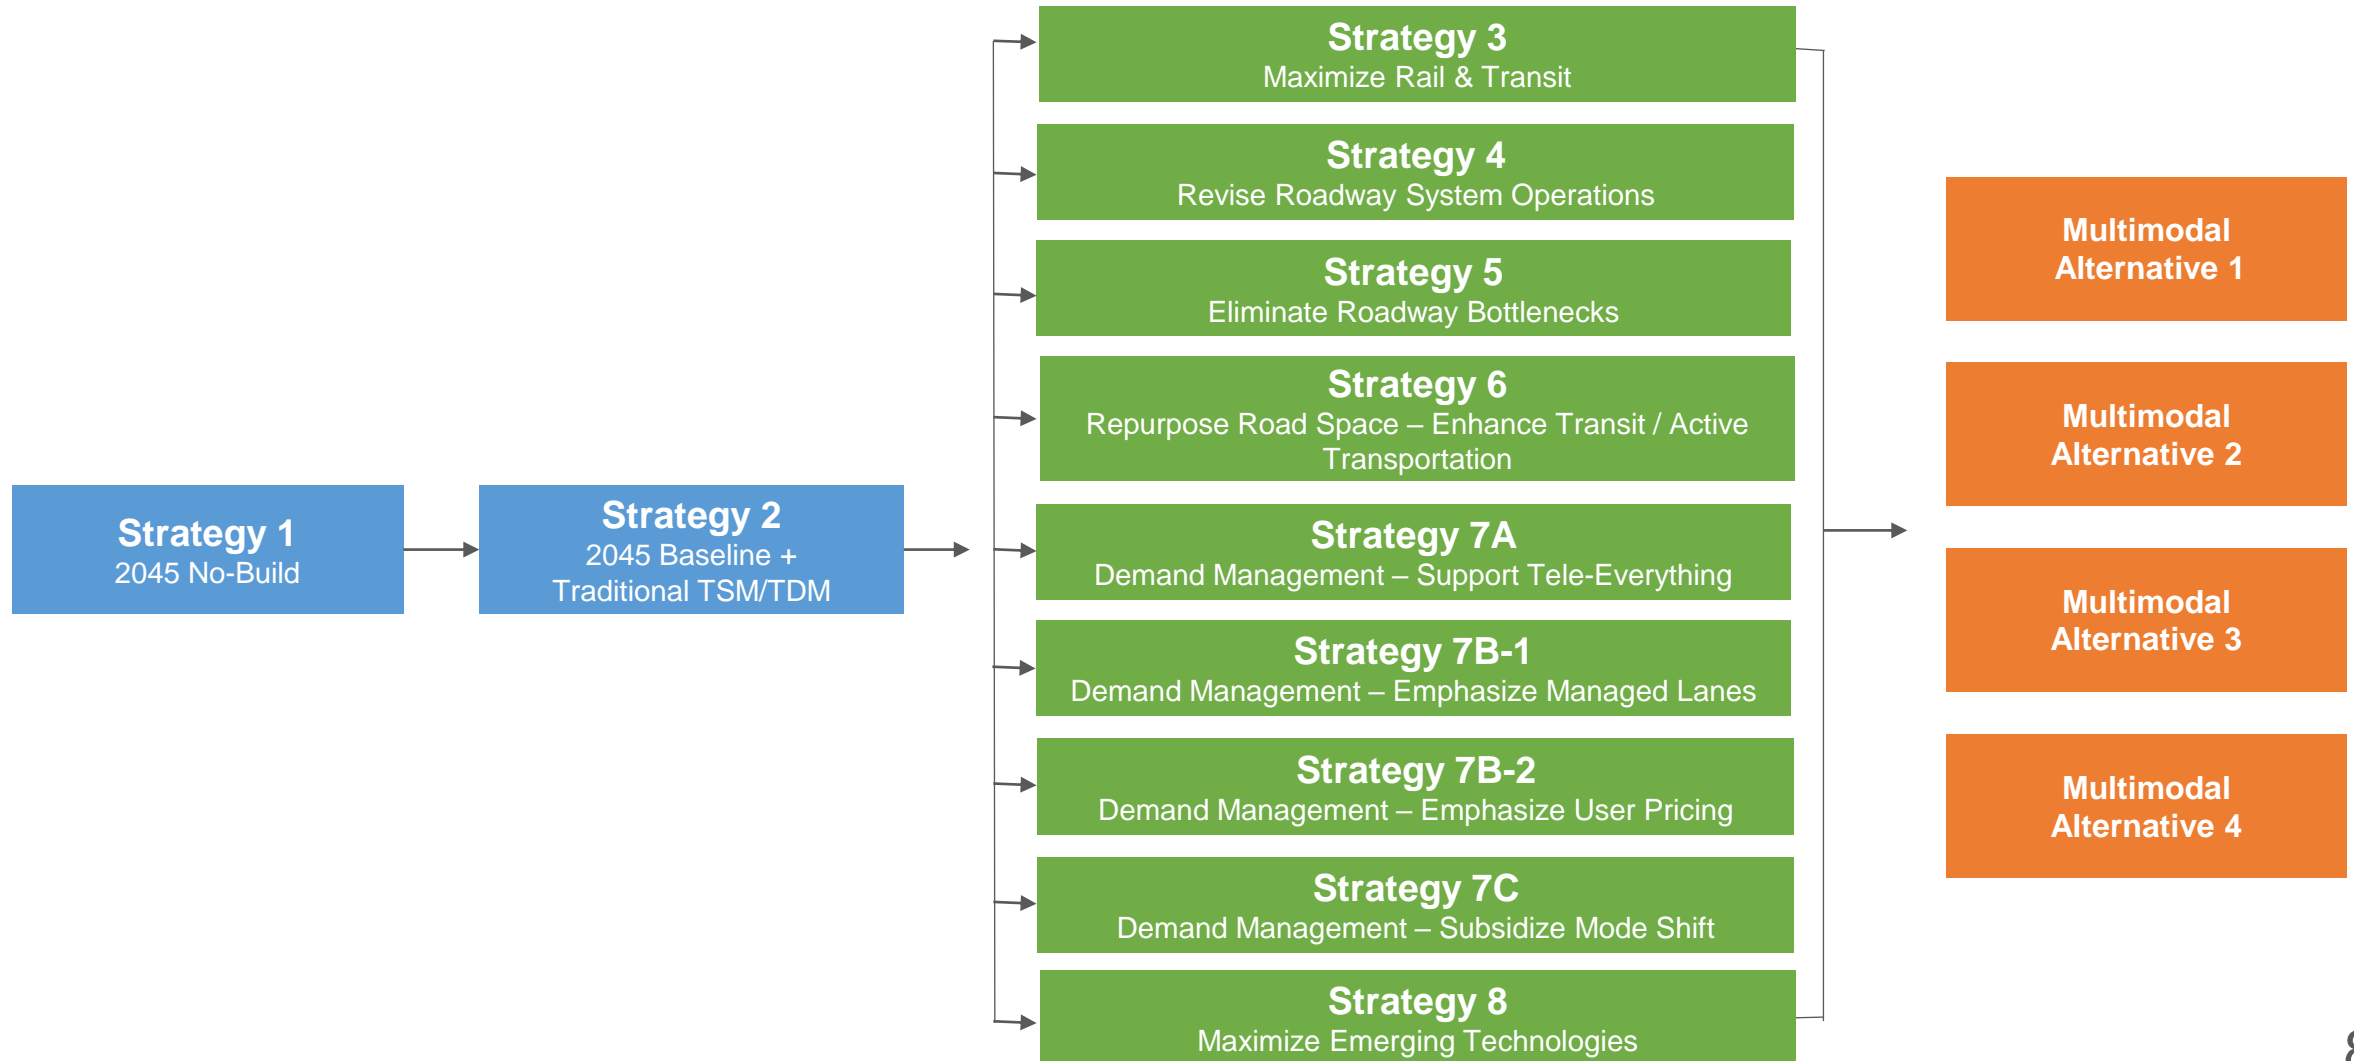 Strategy 1
2045 No-Build
Strategy 2
2045 Baseline +
Traditional TSM/TDM
Strategy 3
Maximize Rail & Transit
Strategy 4
Revise Roadway System Operations
Strategy 5
Eliminate Roadway Bottlenecks
Strategy 6
Repurpose Road Space – Enhance Transit / Active
Transportation
Strategy 7A
Demand Management – Support Tele-Everything
Strategy 7B-1
Demand Management – Emphasize Managed Lanes
Strategy 7B-2
Demand Management – Emphasize User Pricing
Strategy 7C
Demand Management – Subsidize Mode Shift
Strategy 8
Maximize Emerging Technologies
Multimodal
Alternative 1
Multimodal
Alternative 2
Multimodal
Alternative 3
Multimodal
Alternative 4